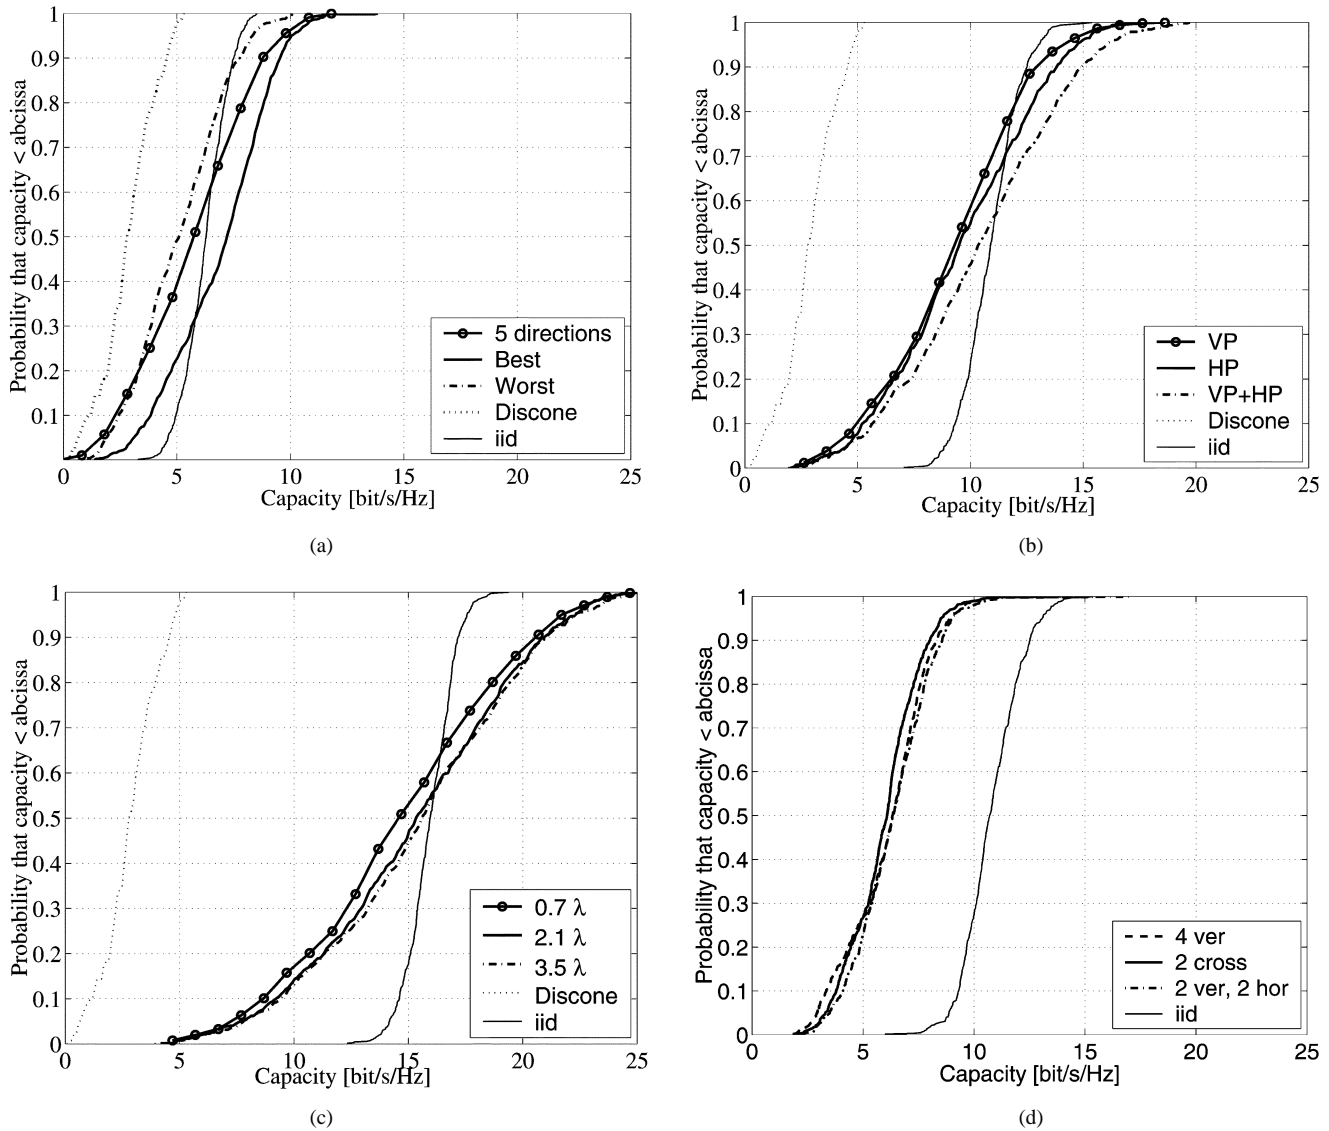 Probability that capacity < abcissa
1
0.9
0.8
0.7
0.6
0.5
0.4
0.3
0.2
0.1
0 5 10 15 20 25
Capacity [bit/s/Hz]
5 directions
Best
Worst
Discone
iid
(a)
Probability that capacity < abcissa
1
0.9
0.8
0.7
0.6
0.5
0.4
0.3
0.2
0.1
0
0 5 10 15 20 25
Capacity [bit/s/Hz]
VP
HP
VP+HP
Discone
iid
(b)
Probability that capacity < abcissa
1
0.9
0.8
0.7
0.6
0.5
0.4
0.3
0.2
0.1
0
0 5 10 15 20 25
Capacity [bit/s/Hz]
0.7 λ
2.1 λ
3.5 λ
Discone
iid
(c)
Probability that capacity < abcissa
1
0.9
0.8
0.7
0.6
0.5
0.4
0.3
0.2
0.1
0
0 5 10 15 20 25
Capacity [bit/s/Hz]
4 ver
2 cross
2 ver, 2 hor
iid
(d)